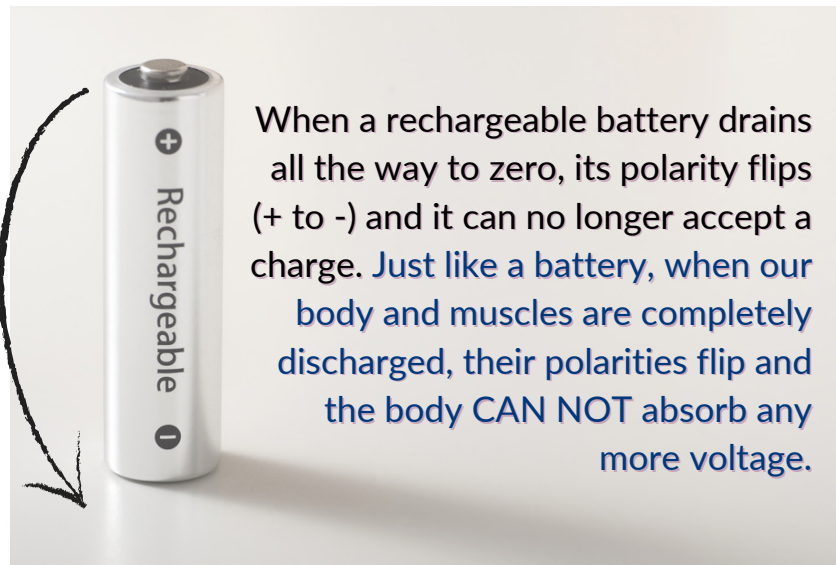 When a rechargeable battery drains
all the way to zero, its polarity flips
(+ to -) and it can no longer accept a
charge. Just like a battery, when our
body and muscles are completely
discharged, their polarities flip and
the body CAN NOT absorb any
more voltage.
+ Rechargeable -